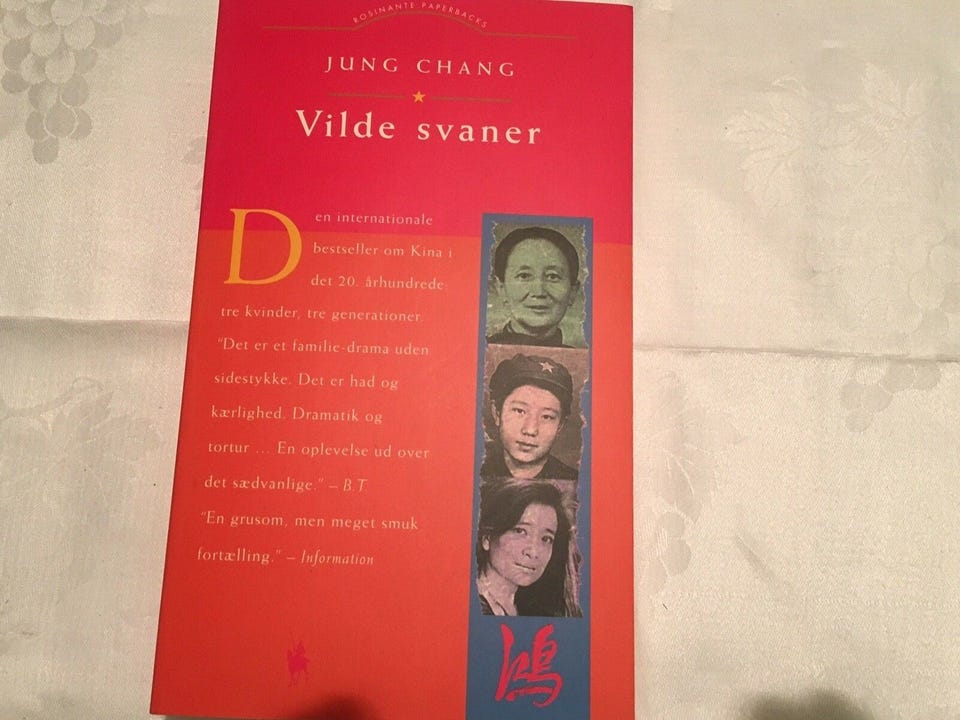 ROSINANTE PAPERBACKS
JUNG CHANG
Vilde svaner
Den internationale
bestseller om Kina i
det 20. århundrede:
tre kvinder, tre generationer.
"Det er et familie-drama uden
sidestykke. Det er had og
kærlighed. Dramatik og
tortur ... En oplevelse ud over
det sædvanlige." – B.T.
"En grusom, men meget smuk
fortælling." – Information
鴻